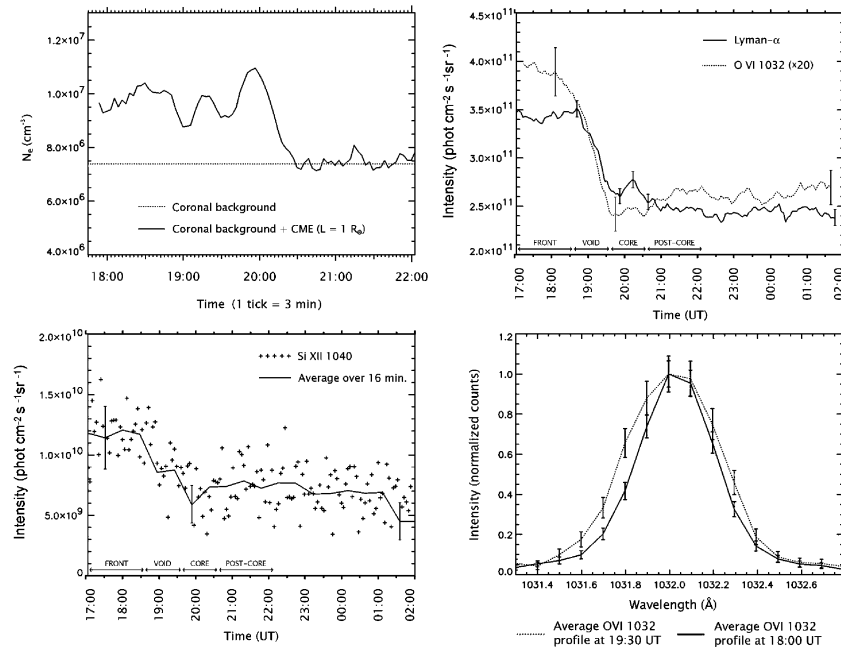 1.2×10⁷
1.0×10⁷
8.0×10⁶
6.0×10⁶
4.0×10⁶
Nₑ (cm⁻³)
Coronal background
Coronal background + CME (L = 1 R⊙)
18:00 19:00 20:00 21:00 22:00
Time (1 tick = 3 min)
4.5×10¹¹
4.0×10¹¹
3.5×10¹¹
3.0×10¹¹
2.5×10¹¹
2.0×10¹¹
Intensity (phot cm⁻² s⁻¹sr⁻¹)
Lyman-α
O VI 1032 (×20)
FRONT VOID CORE POST-CORE
17:00 18:00 19:00 20:00 21:00 22:00 23:00 00:00 01:00 02:00
Time (UT)
2.0×10¹⁰
1.5×10¹⁰
1.0×10¹⁰
5.0×10⁹
0
Intensity (phot cm⁻² s⁻¹sr⁻¹)
Si XII 1040
Average over 16 min.
FRONT VOID CORE POST-CORE
17:00 18:00 19:00 20:00 21:00 22:00 23:00 00:00 01:00 02:00
Time (UT)
1.2
1.0
0.8
0.6
0.4
0.2
0.0
Intensity (normalized counts)
1031.4 1031.6 1031.8 1032.0 1032.2 1032.4 1032.6
Wavelength (Å)
Average OVI 1032
profile at 19:30 UT
Average OVI 1032
profile at 18:00 UT